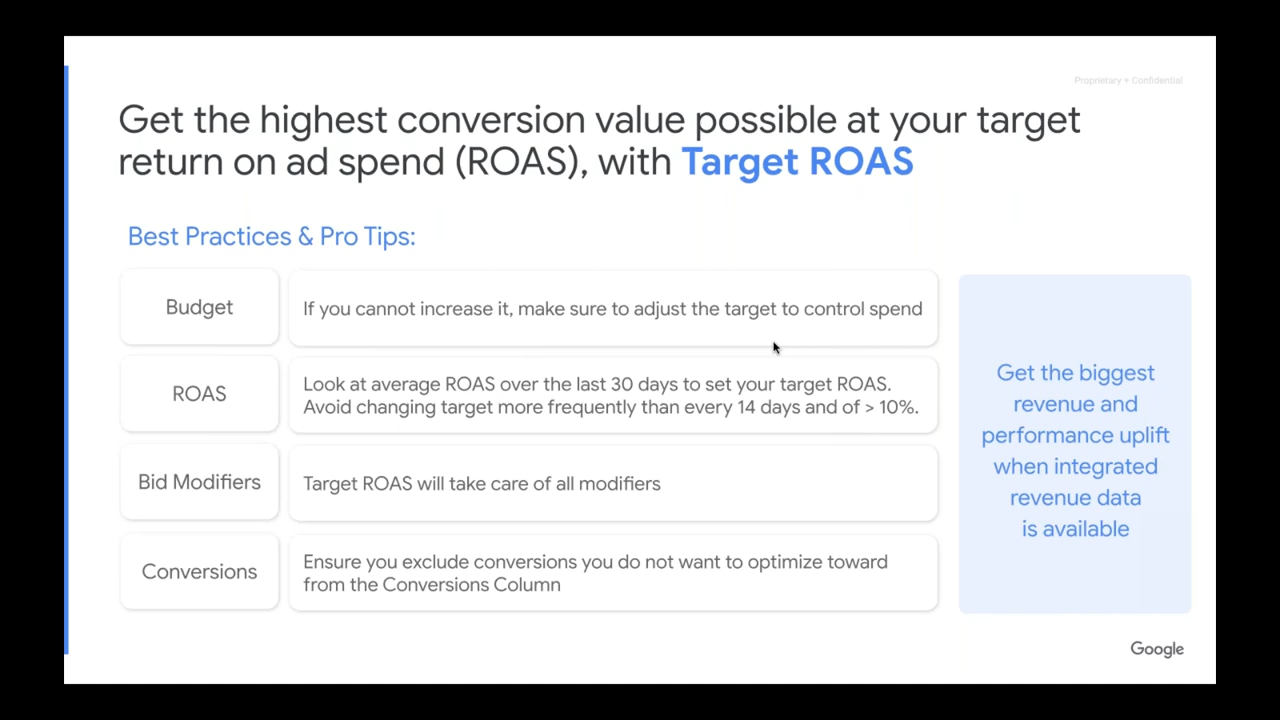 Proprietary + Confidential
Get the highest conversion value possible at your target
return on ad spend (ROAS), with Target ROAS
Best Practices & Pro Tips:
Budget
If you cannot increase it, make sure to adjust the target to control spend
ROAS
Look at average ROAS over the last 30 days to set your target ROAS.
Avoid changing target more frequently than every 14 days and of > 10%.
Bid Modifiers
Target ROAS will take care of all modifiers
Conversions
Ensure you exclude conversions you do not want to optimize toward
from the Conversions Column
Get the biggest
revenue and
performance uplift
when integrated
revenue data
is available
Google